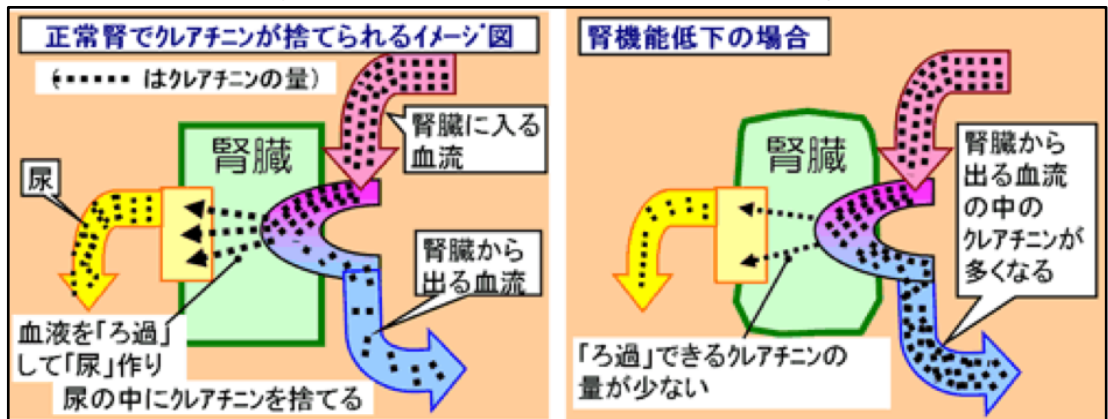 正常腎でクレアチニンが捨てられるイメージ図
(・・・・・・ はクレアチニンの量)
腎臓に入る
血流
腎臓
尿
腎臓から
出る血流
血液を「ろ過」
して「尿」作り
尿の中にクレアチニンを捨てる
腎機能低下の場合
腎臓
腎臓から
出る血流
の中の
クレアチニンが
多くなる
「ろ過」できるクレアチニンの
量が少ない